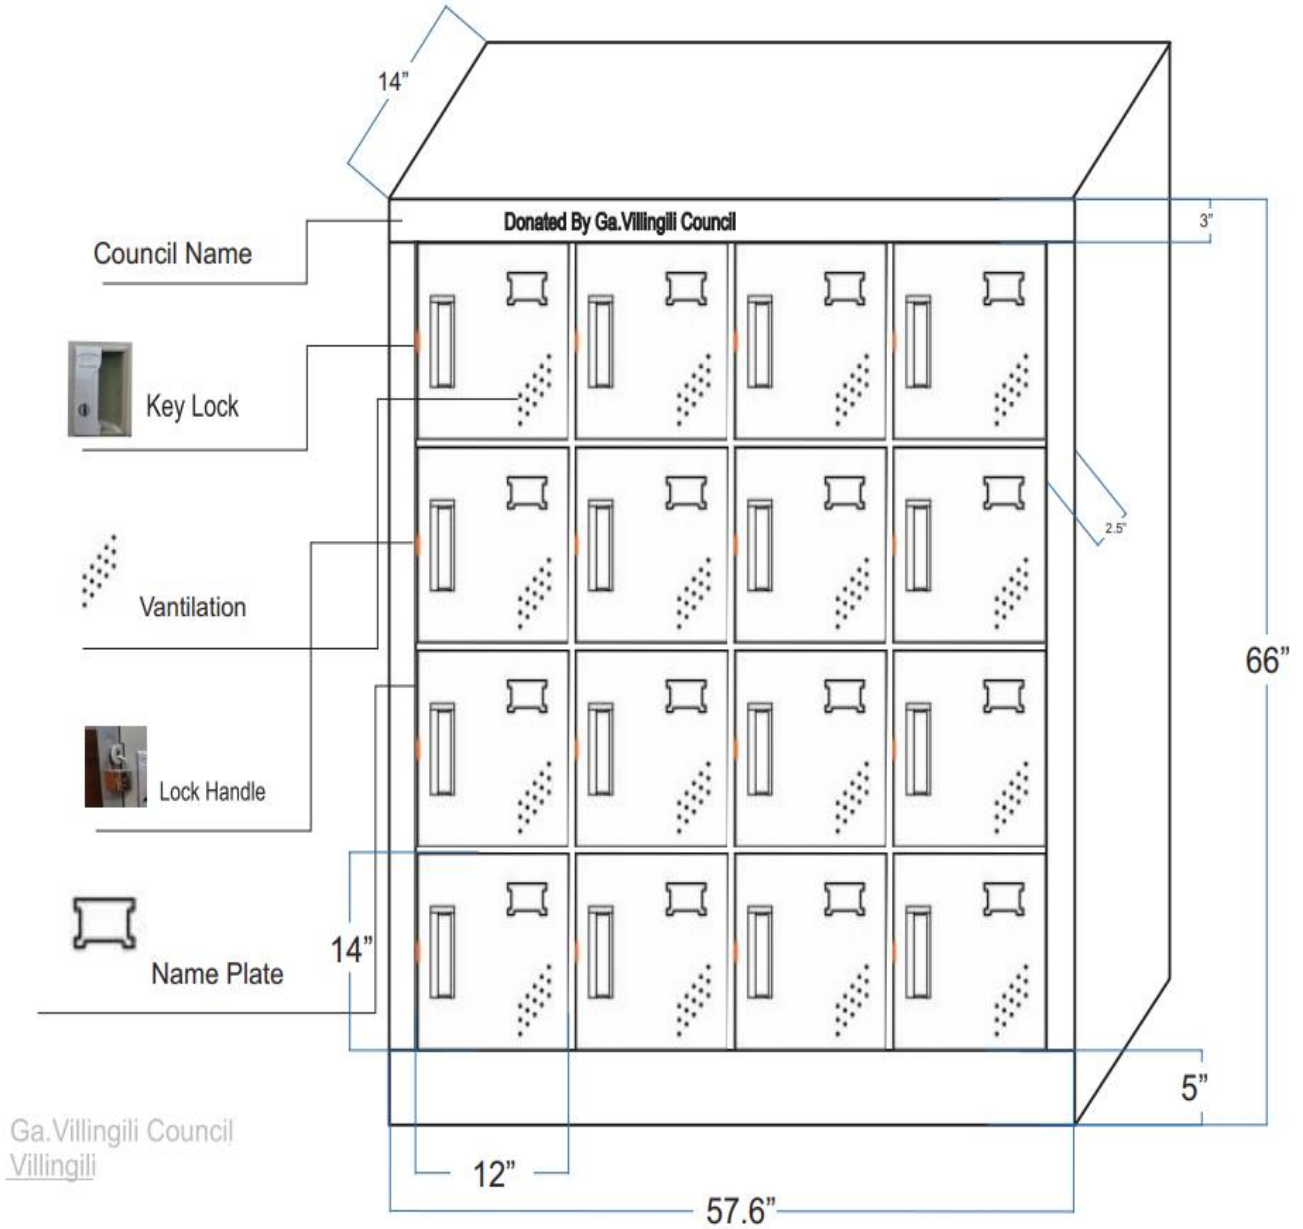 14”
Donated By Ga.Villingili Council
3”
Council Name
Key Lock
2.5”
Vantilation
66”
Lock Handle
14”
Name Plate
5”
Ga.Villingili Council
Villingili
12”
57.6”